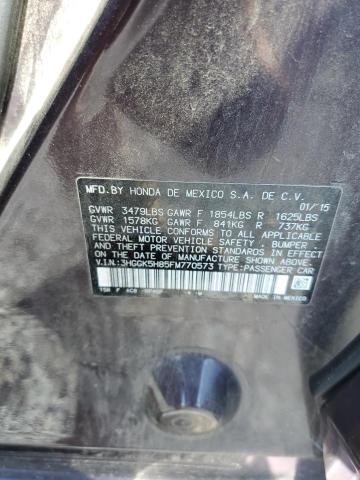 MFD.BY HONDA DE MEXICO S.A. DE C.V.
01/'15
GVWR 3479LBS GAWR F 1854LBS R 1625LBS
GVWR 1578KG GAWR F 841KG R 737KG
THIS VEHICLE CONFORMS TO ALL APPLICABLE
FEDERAL MOTOR VEHICLE SAFETY, BUMPER
AND THEFT PREVENTION STANDARDS IN EFFECT
ON THE DATE OF MANUFACTURE SHOWN ABOVE.
V.I.N.:3HGGK5H85FM770573 TYPE:PASSENGER CAR
MADE IN MEXICO